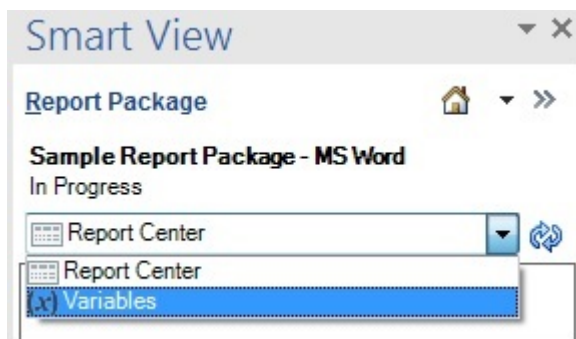 Smart View
Report Package
Sample Report Package - MS Word
In Progress
Report Center
Report Center
(x) Variables